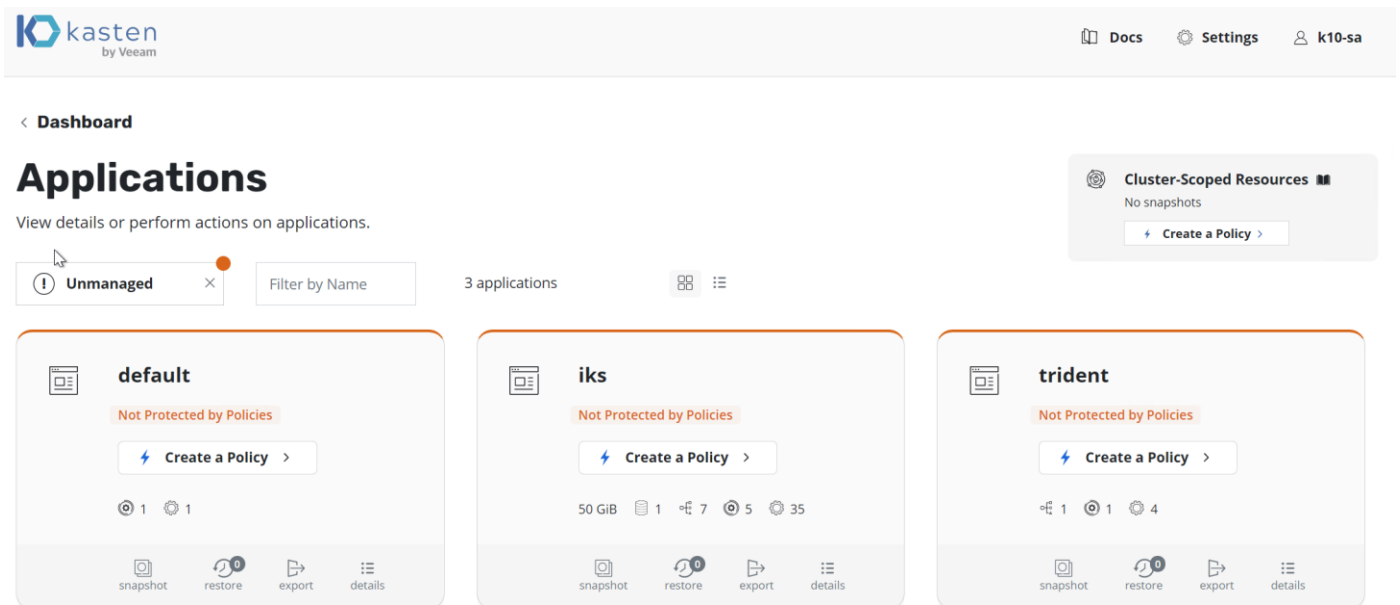 kasten
by Veeam
Docs
Settings
k10-sa
Dashboard
Applications
View details or perform actions on applications.
Cluster-Scoped Resources
No snapshots
Create a Policy
Unmanaged
Filter by Name
3 applications
default
Not Protected by Policies
Create a Policy
1 1
snapshot
0
restore
export
details
iks
Not Protected by Policies
Create a Policy
50 GiB 1 7 5 35
snapshot
0
restore
export
details
trident
Not Protected by Policies
Create a Policy
1 1 4
snapshot
0
restore
export
details